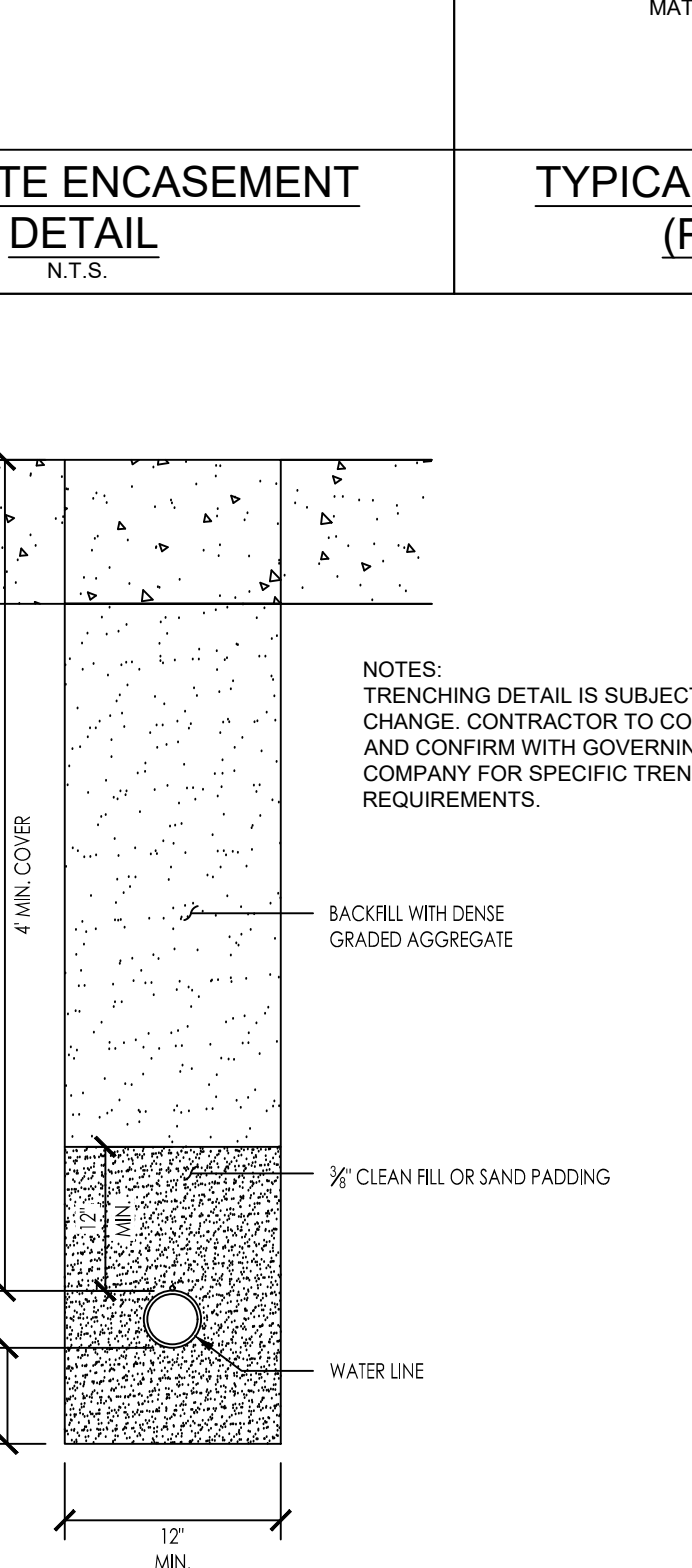 MAT
TE ENCASEMENT
DETAIL
N.T.S.
TYPICA
(F
NOTES:
TRENCHING DETAIL IS SUBJECT
CHANGE. CONTRACTOR TO CO
AND CONFIRM WITH GOVERNIN
COMPANY FOR SPECIFIC TREN
REQUIREMENTS.
4' MIN. COVER
BACKFILL WITH DENSE
GRADED AGGREGATE
⅜" CLEAN FILL OR SAND PADDING
12"
MIN.
WATER LINE
12"
MIN.